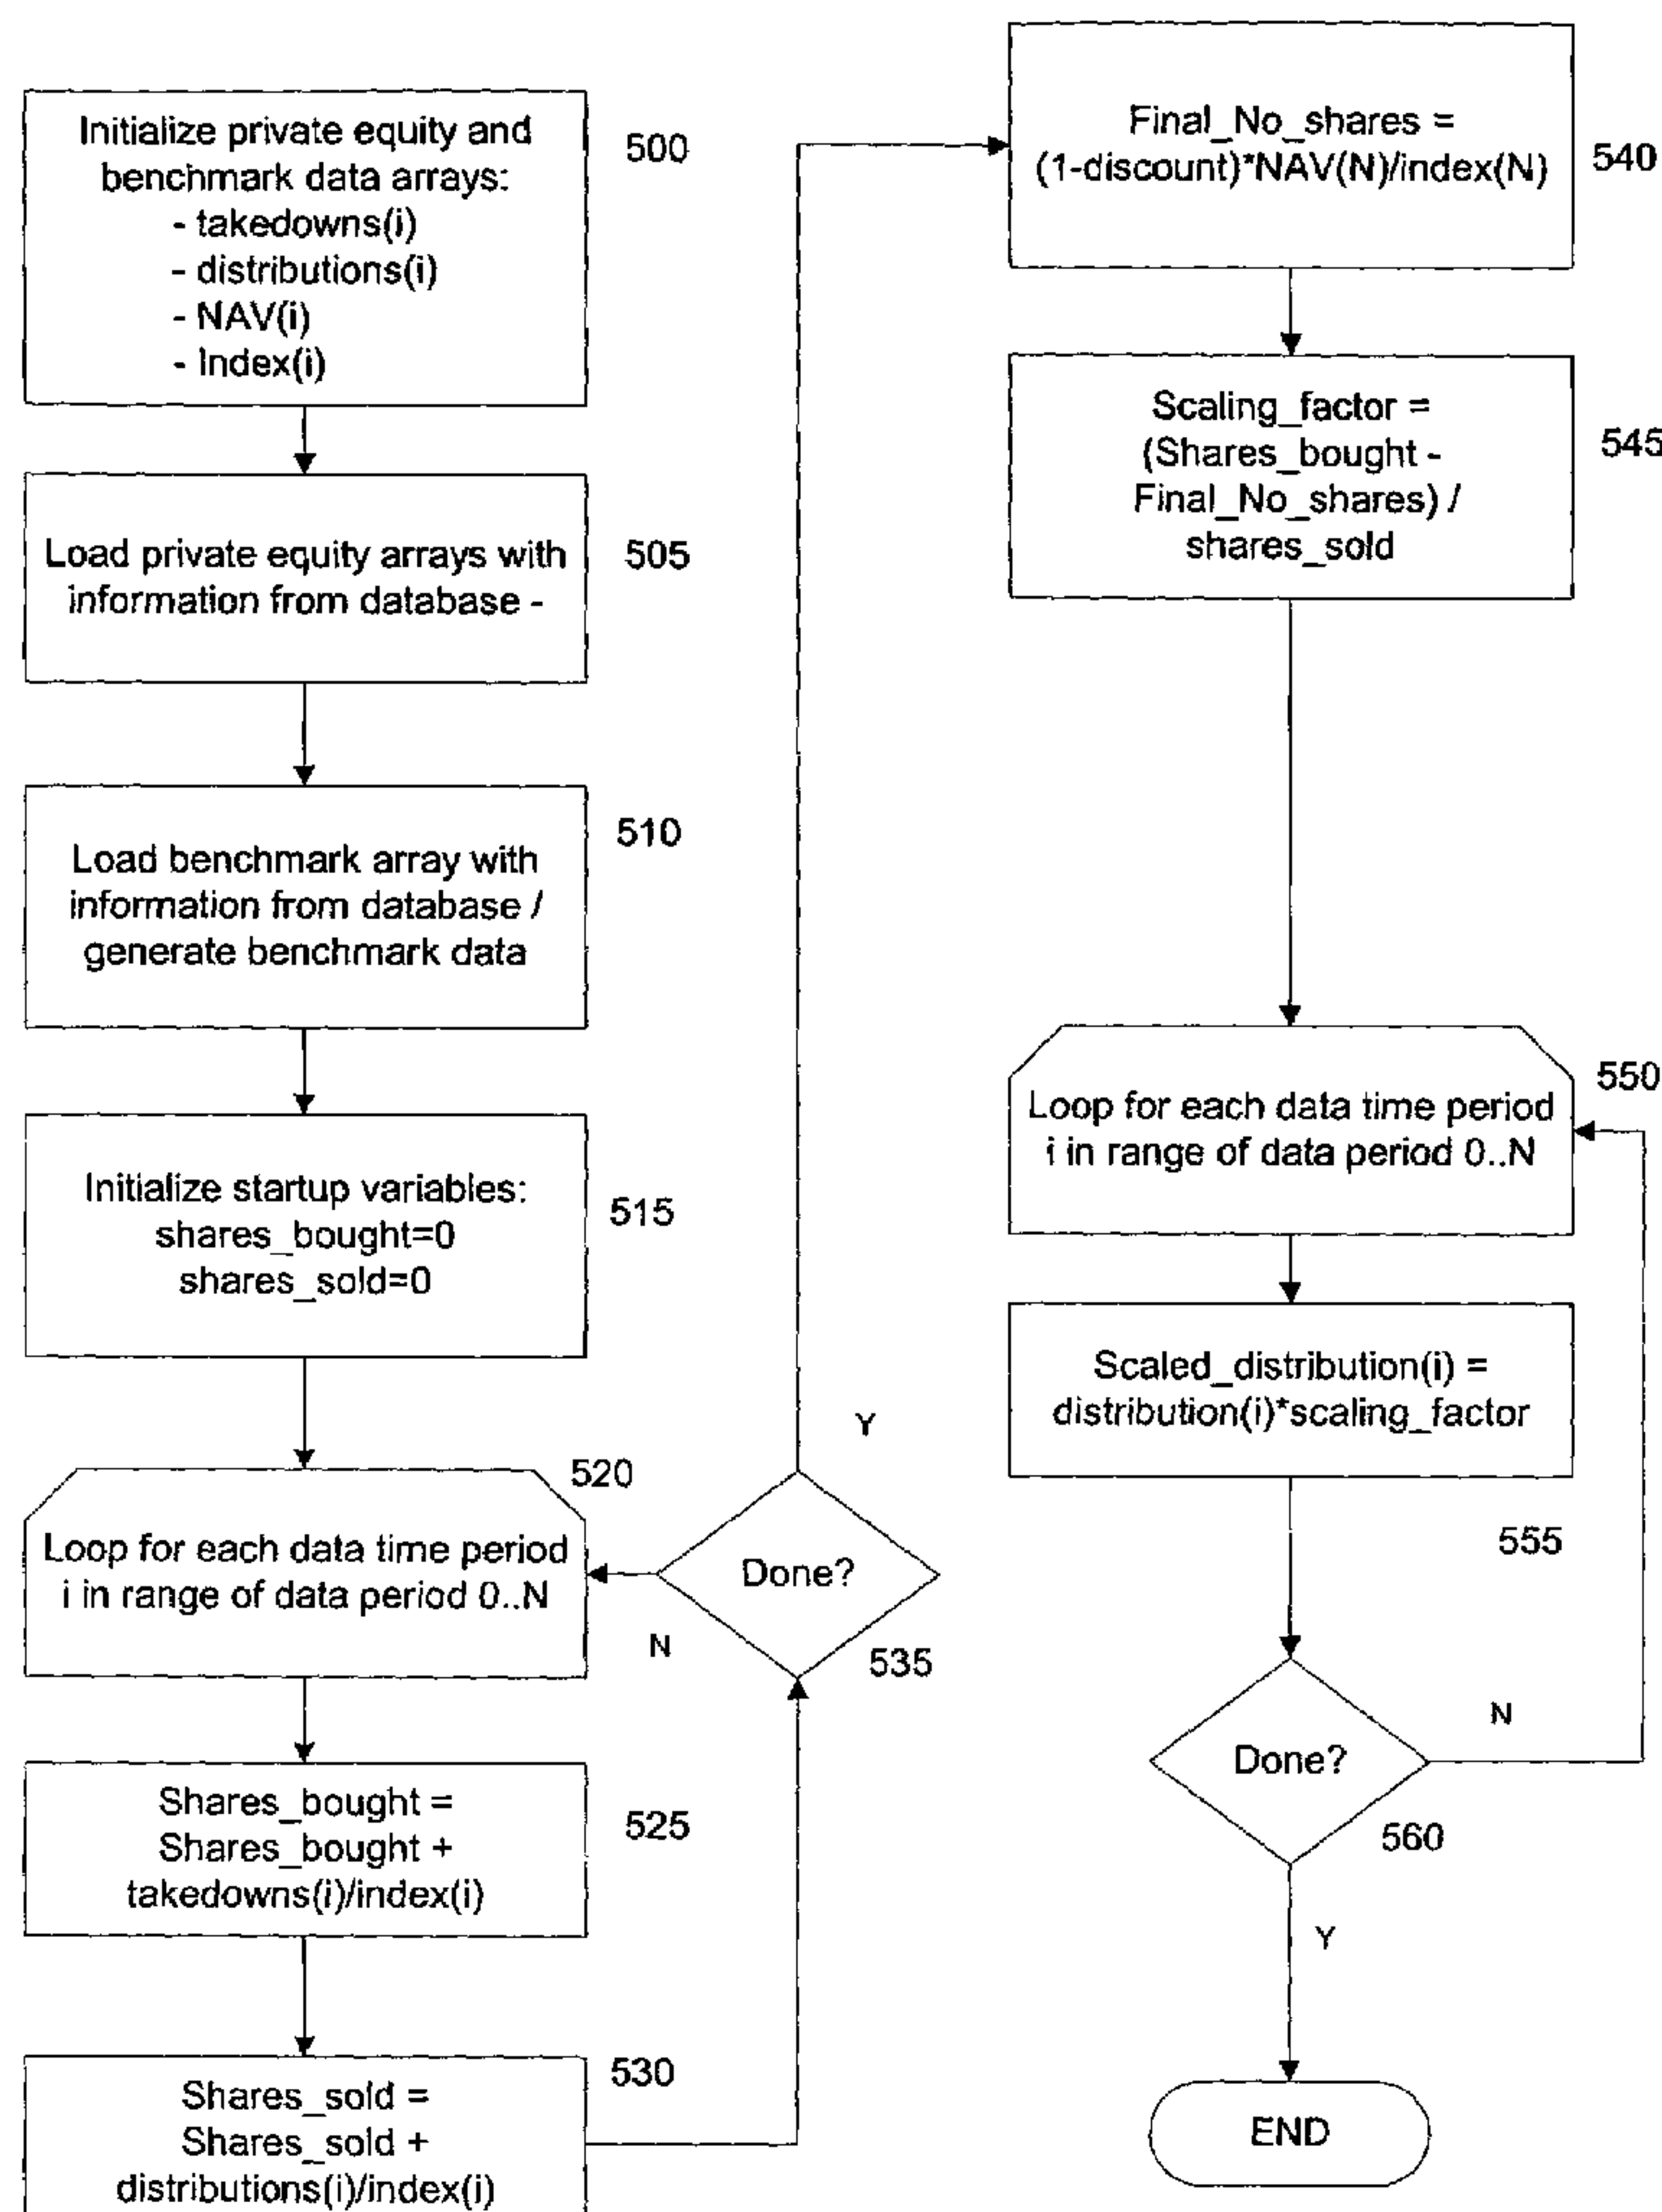 Initialize private equity and
benchmark data arrays:
- takedowns(i)
- distributions(i)
- NAV(i)
- Index(i)
500
Load private equity arrays with
information from database -
505
Load benchmark array with
information from database /
generate benchmark data
510
Initialize startup variables:
shares_bought=0
shares_sold=0
515
520
Loop for each data time period
i in range of data period 0..N
Shares_bought =
Shares_bought +
takedowns(i)/index(i)
525
Shares_sold =
Shares_sold +
distributions(i)/index(i)
530
Y
Done?
N
535
Final_No_shares =
(1-discount)*NAV(N)/index(N)
540
Scaling_factor =
(Shares_bought -
Final_No_shares) /
shares_sold
545
Loop for each data time period
i in range of data period 0..N
550
Scaled_distribution(i) =
distribution(i)*scaling_factor
555
Done?
N
560
Y
END